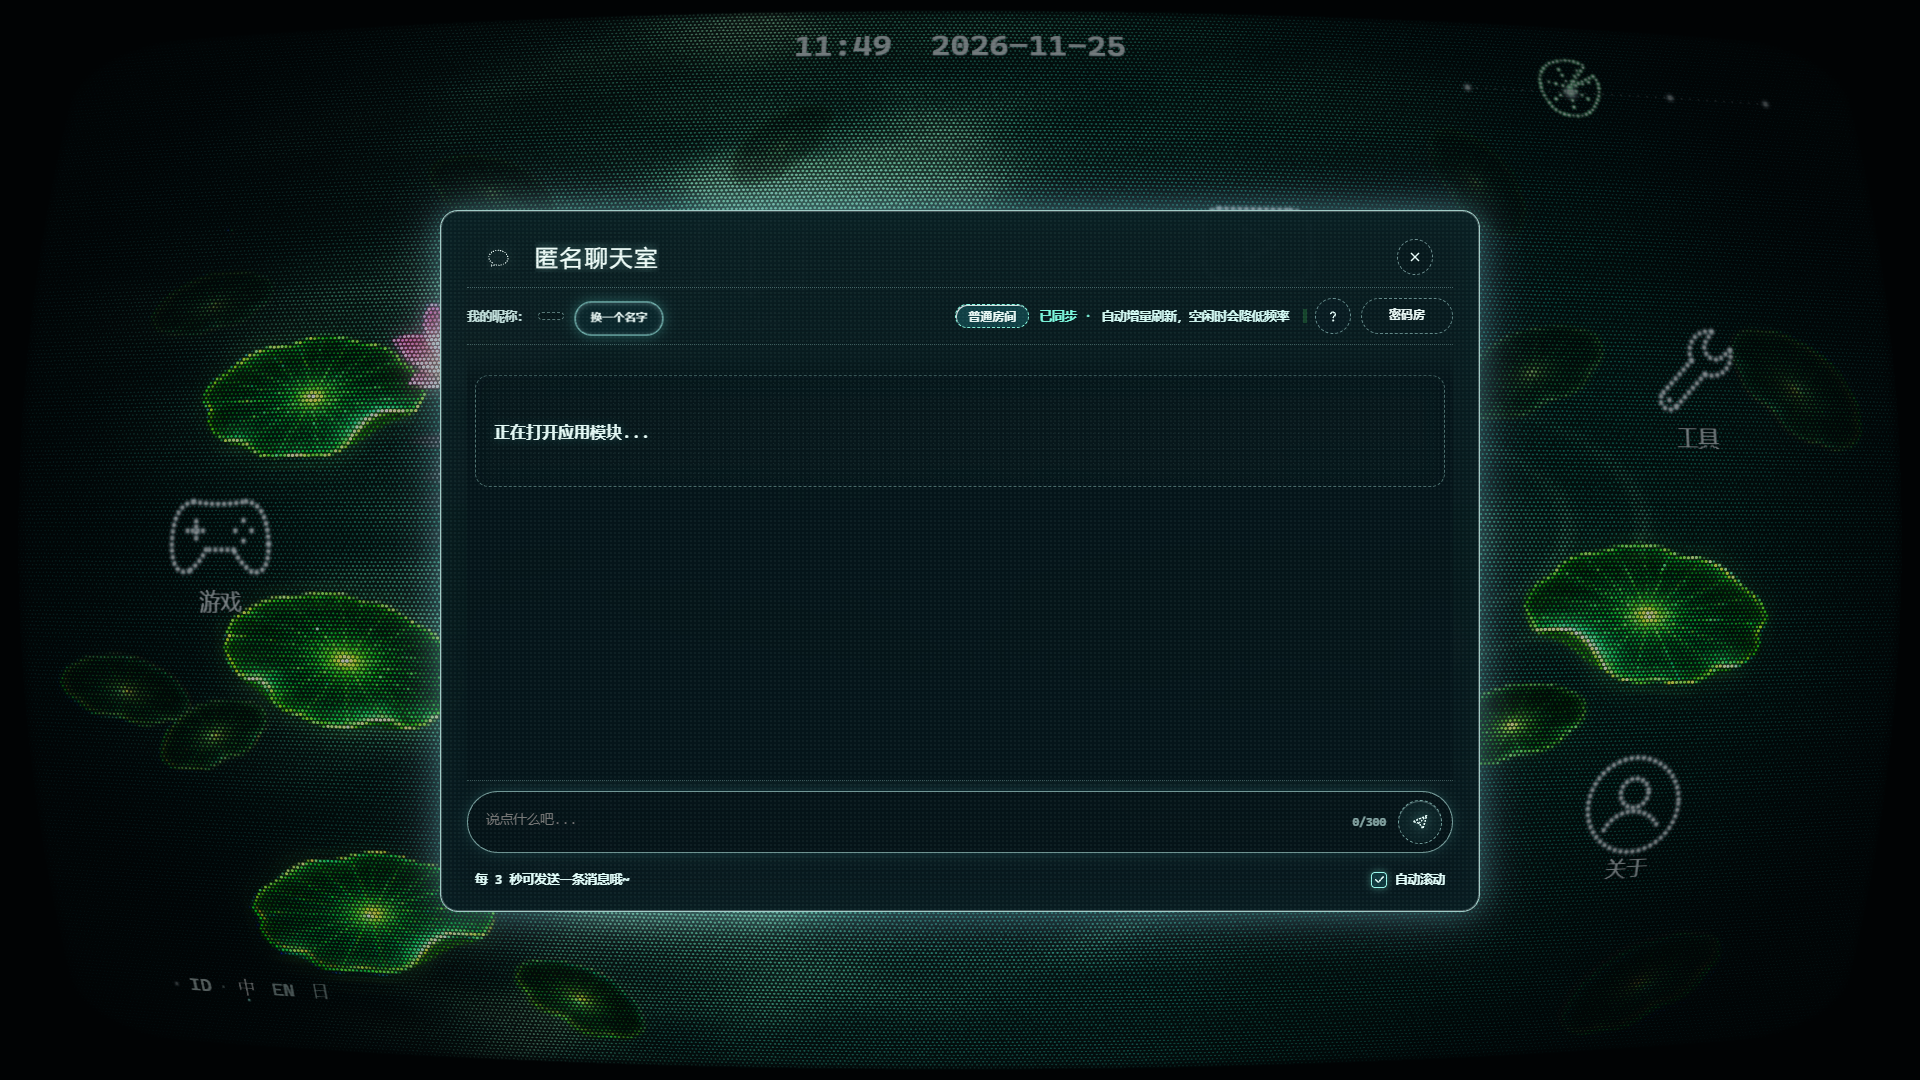 11:49 2026-11-25
匿名聊天室
×
我的昵称: 换一个名字 普通房间 已同步 · 自动增量刷新, 空闲时会降低频率 ? 密码房
正在打开应用模块...
工具
游戏
说点什么吧... 0/300
关于
每 3 秒可发送一条消息哦~ 自动滚动
· ID · 中 EN 日